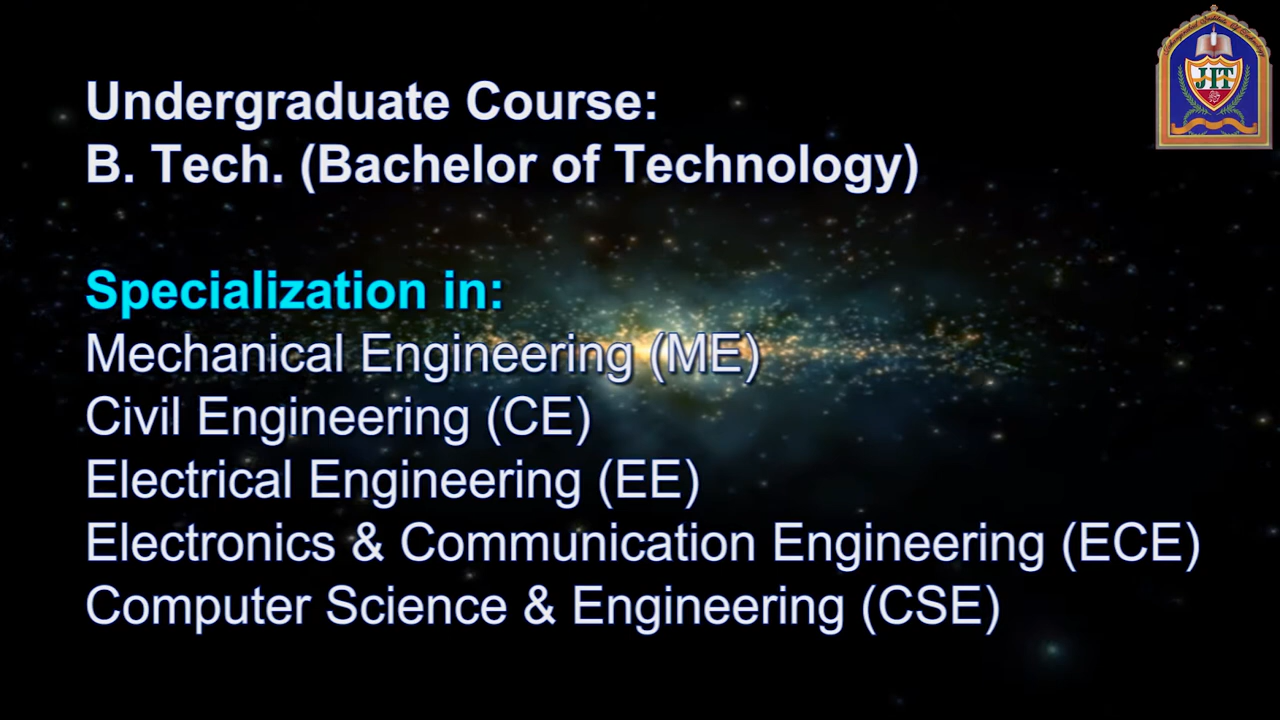 Undergraduate Course:
B. Tech. (Bachelor of Technology)
Specialization in:
Mechanical Engineering (ME)
Civil Engineering (CE)
Electrical Engineering (EE)
Electronics & Communication Engineering (ECE)
Computer Science & Engineering (CSE)
JIT